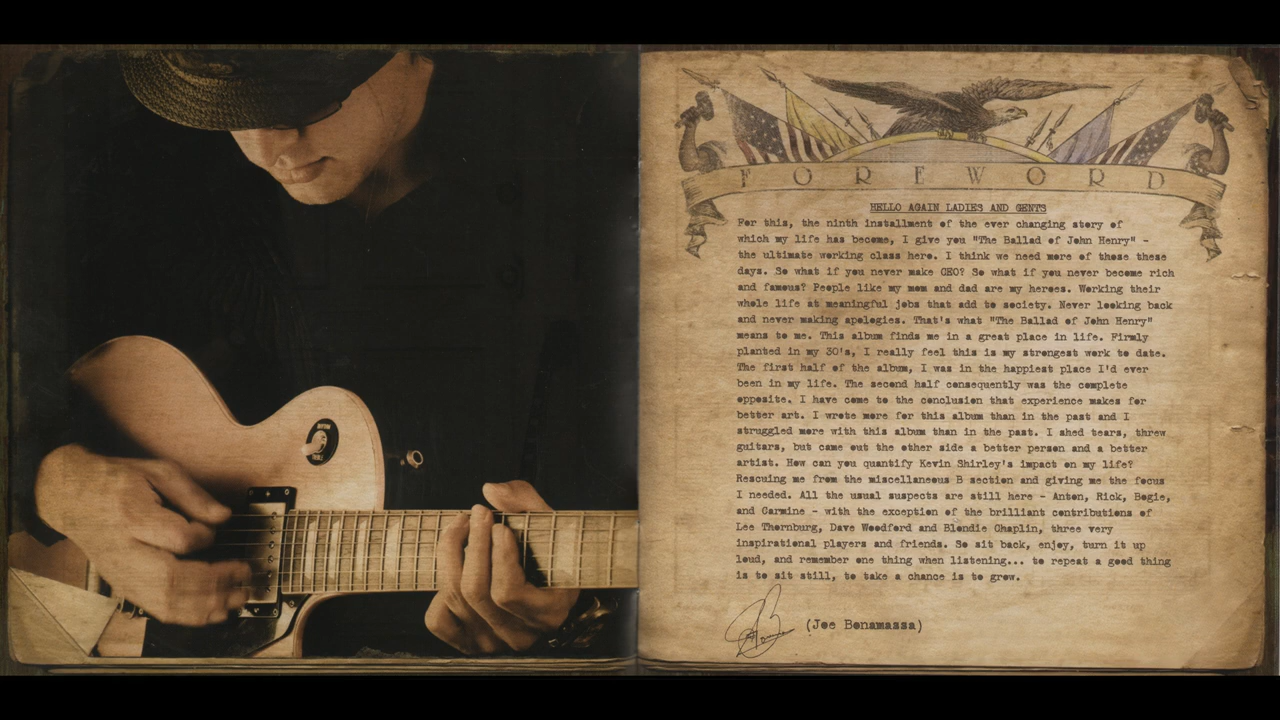 FOREWORD
HELLO AGAIN LADIES AND GENTS
For this, the ninth installment of the ever changing story of
which my life has become, I give you "The Ballad of John Henry" -
the ultimate working class hero. I think we need more of those these
days. So what if you never make CEO? So what if you never become rich
and famous? People like my mom and dad are my heroes. Working their
whole life at meaningful jobs that add to society. Never looking back
and never making apologies. That's what "The Ballad of John Henry"
means to me. This album finds me in a great place in life. Firmly
planted in my 30's, I really feel this is my strongest work to date.
The first half of the album, I was in the happiest place I'd ever
been in my life. The second half consequently was the complete
opposite. I have come to the conclusion that experience makes for
better art. I wrote more for this album than in the past and I
struggled more with this album than in the past. I shed tears, threw
guitars, but came out the other side a better person and a better
artist. How can you quantify Kevin Shirley's impact on my life?
Rescuing me from the miscellaneous B section and giving me the focus
I needed. All the usual suspects are still here - Anton, Rick, Bogie,
and Carmine - with the exception of the brilliant contributions of
Lee Thornburg, Dave Woodford and Blondie Chaplin, three very
inspirational players and friends. So sit back, enjoy, turn it up
loud, and remember one thing when listening... to repeat a good thing
is to sit still, to take a chance is to grow.
(Joe Bonamassa)